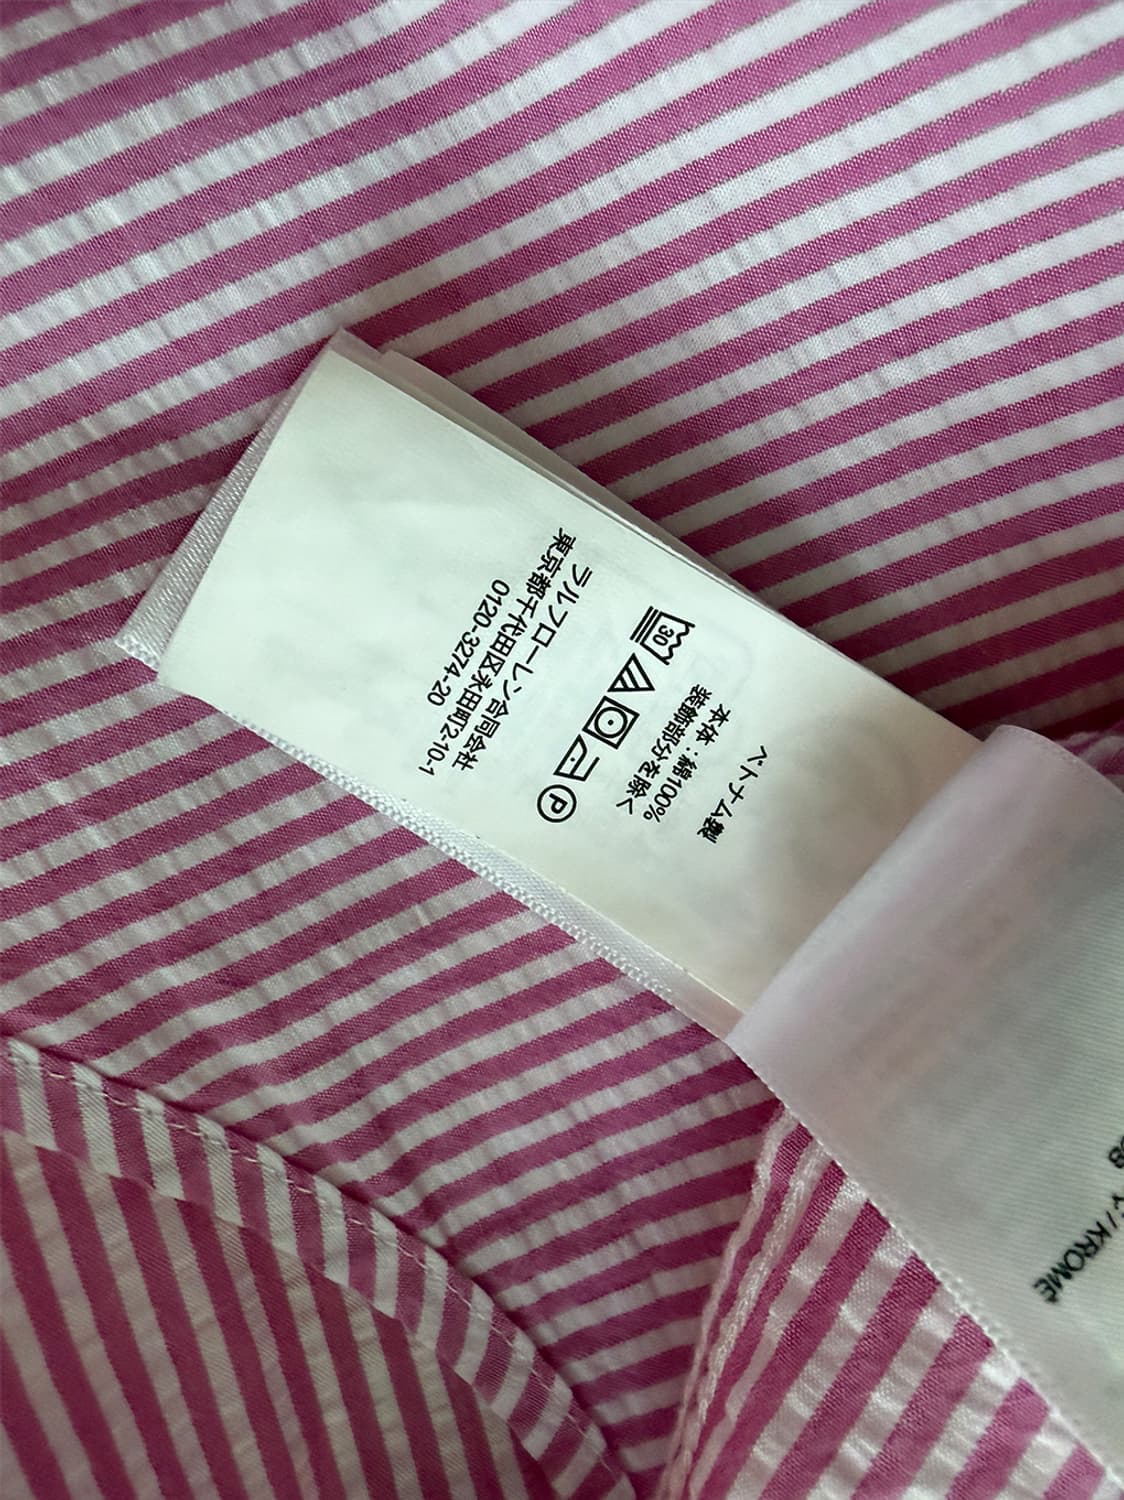 ベトナム製
本体：綿100%
装飾部分を除く
30
P
ラルフローレン合同会社
東京都千代田区永田町2-10-1
0120-3274-20
/ KROMĖ